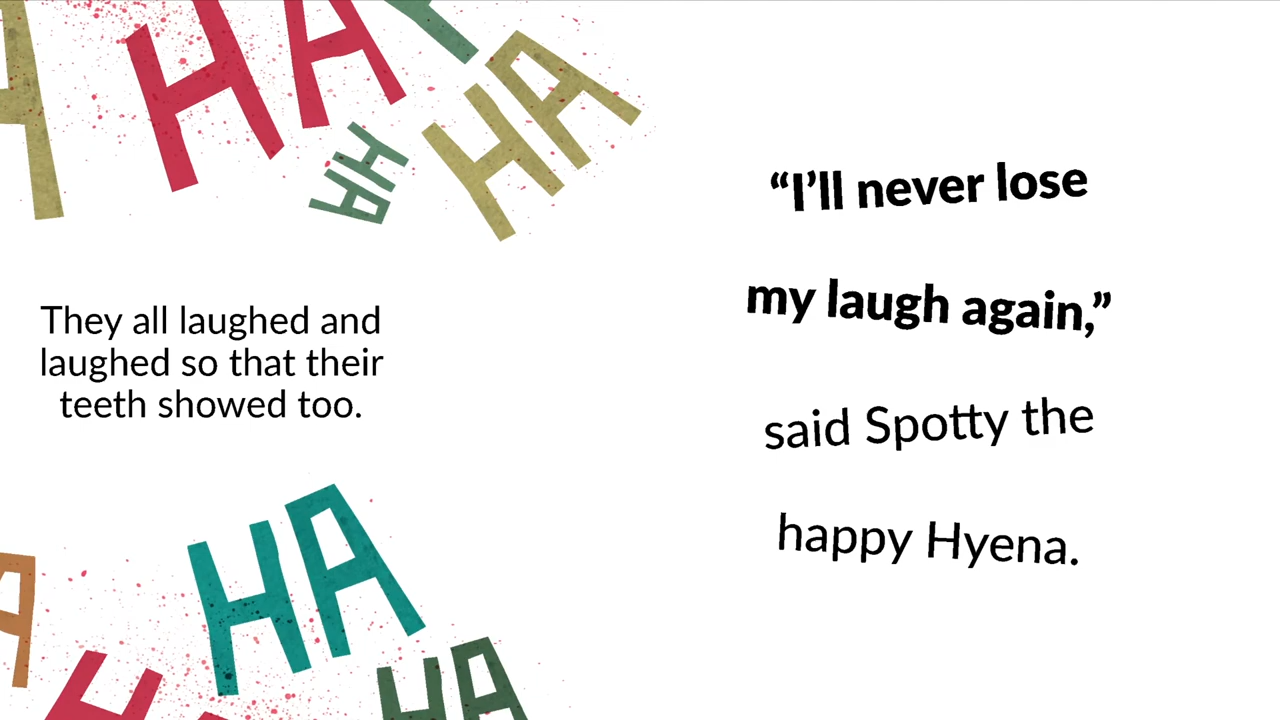 HA
HA
HA
They all laughed and
laughed so that their
teeth showed too.
HA
HA
“I’ll never lose
my laugh again,”
said Spotty the
happy Hyena.